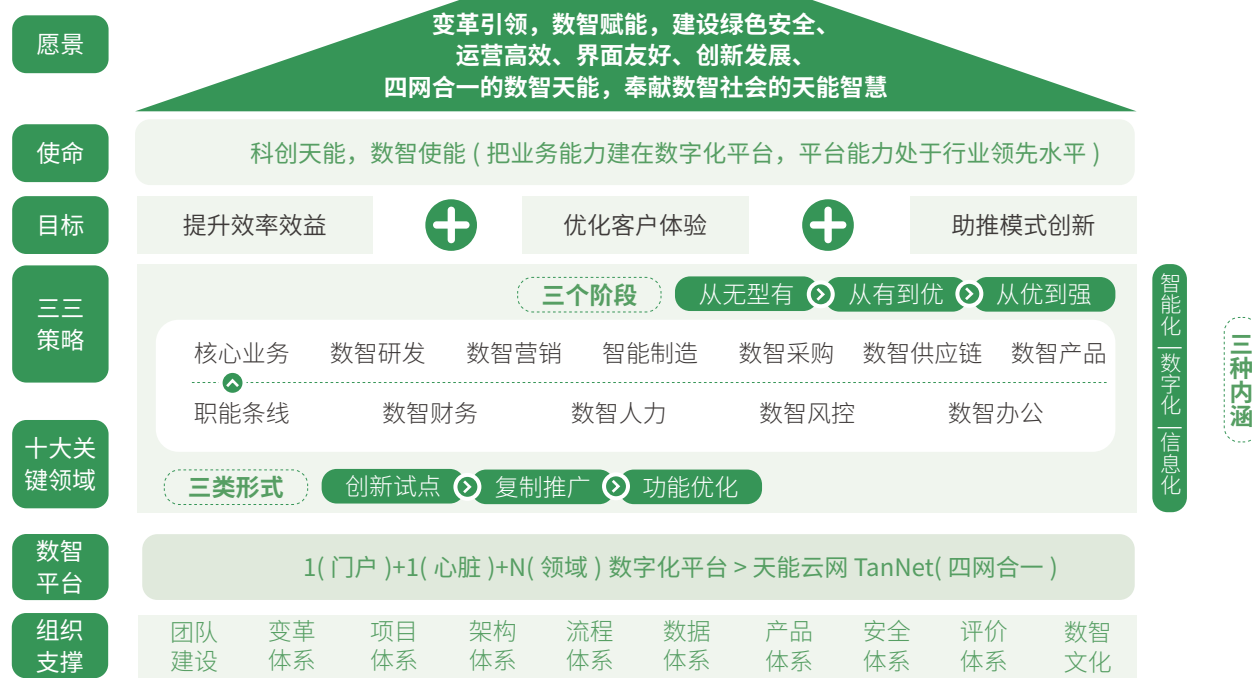 愿景
变革引领，数智赋能，建设绿色安全、
运营高效、界面友好、创新发展、
四网合一的数智天能，奉献数智社会的天能智慧
使命
科创天能，数智使能 ( 把业务能力建在数字化平台，平台能力处于行业领先水平 )
目标
提升效率效益
优化客户体验
助推模式创新
三三
策略
三个阶段
从无型有
从有到优
从优到强
核心业务
数智研发
数智营销
智能制造
数智采购
数智供应链
数智产品
职能条线
数智财务
数智人力
数智风控
数智办公
十大关
键领域
三类形式
创新试点
复制推广
功能优化
智能化|数字化|信息化
三种内涵
数智
平台
1( 门户 )+1( 心脏 )+N( 领域 ) 数字化平台 > 天能云网 TanNet( 四网合一 )
组织
支撑
团队
建设
变革
体系
项目
体系
架构
体系
流程
体系
数据
体系
产品
体系
安全
体系
评价
体系
数智
文化